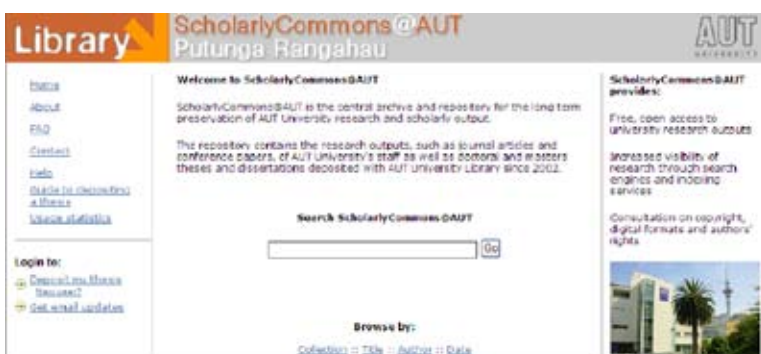 Library
ScholarlyCommons@AUT
Putunga Rangahau
AUT
UNIVERSITY
Home
About
FAQ
Contact
Help
Guide to depositing
a thesis
Usage statistics
Login to:
Deposit my thesis
Get email updates
Welcome to ScholarlyCommons@AUT
ScholarlyCommons@AUT is the central archive and repository for the long term
preservation of AUT University research and scholarly output.
The repository contains the research outputs, such as journal articles and
conference papers, of AUT University's staff as well as doctoral and masters
theses and dissertations deposited with AUT University Library since 2002.
Search ScholarlyCommons@AUT
Go
Browse by:
Collection :: Title :: Author :: Date
ScholarlyCommons@AUT
provides:
Free, open access to
university research outputs
Increased visibility of
research through search
engines and indexing
services
Consultation on copyright,
digital formats and authors'
rights